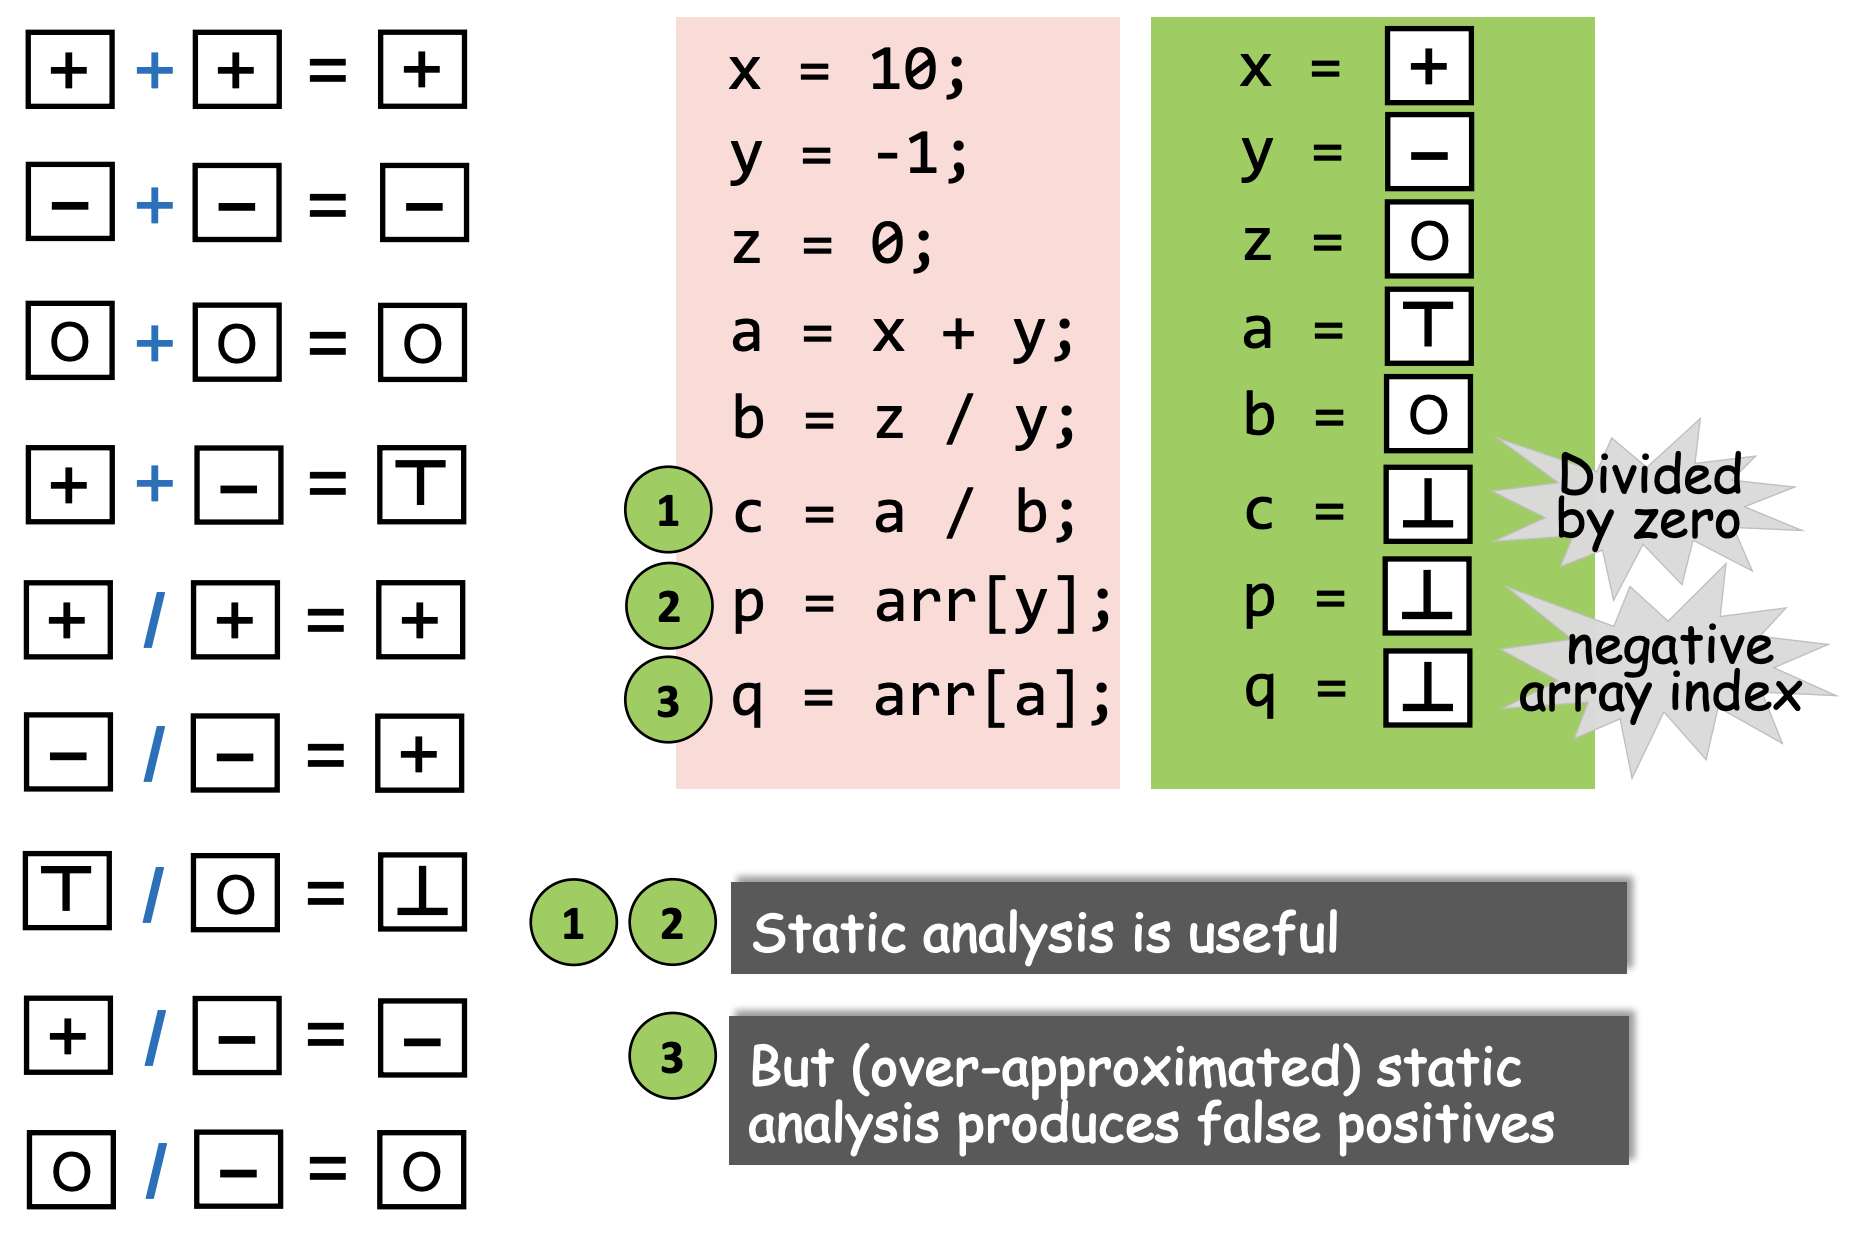 + + + = +
− + − = −
O + O = O
+ + − = ⊤
+ / + = +
− / − = +
⊤ / O = ⊥
+ / − = −
O / − = O
x = 10;
y = -1;
z = 0;
a = x + y;
b = z / y;
1 c = a / b;
2 p = arr[y];
3 q = arr[a];
x = +
y = −
z = O
a = ⊤
b = O
c = ⊥
p = ⊥
q = ⊥
Divided
by zero
negative
array index
1 2 Static analysis is useful
3 But (over-approximated) static
analysis produces false positives